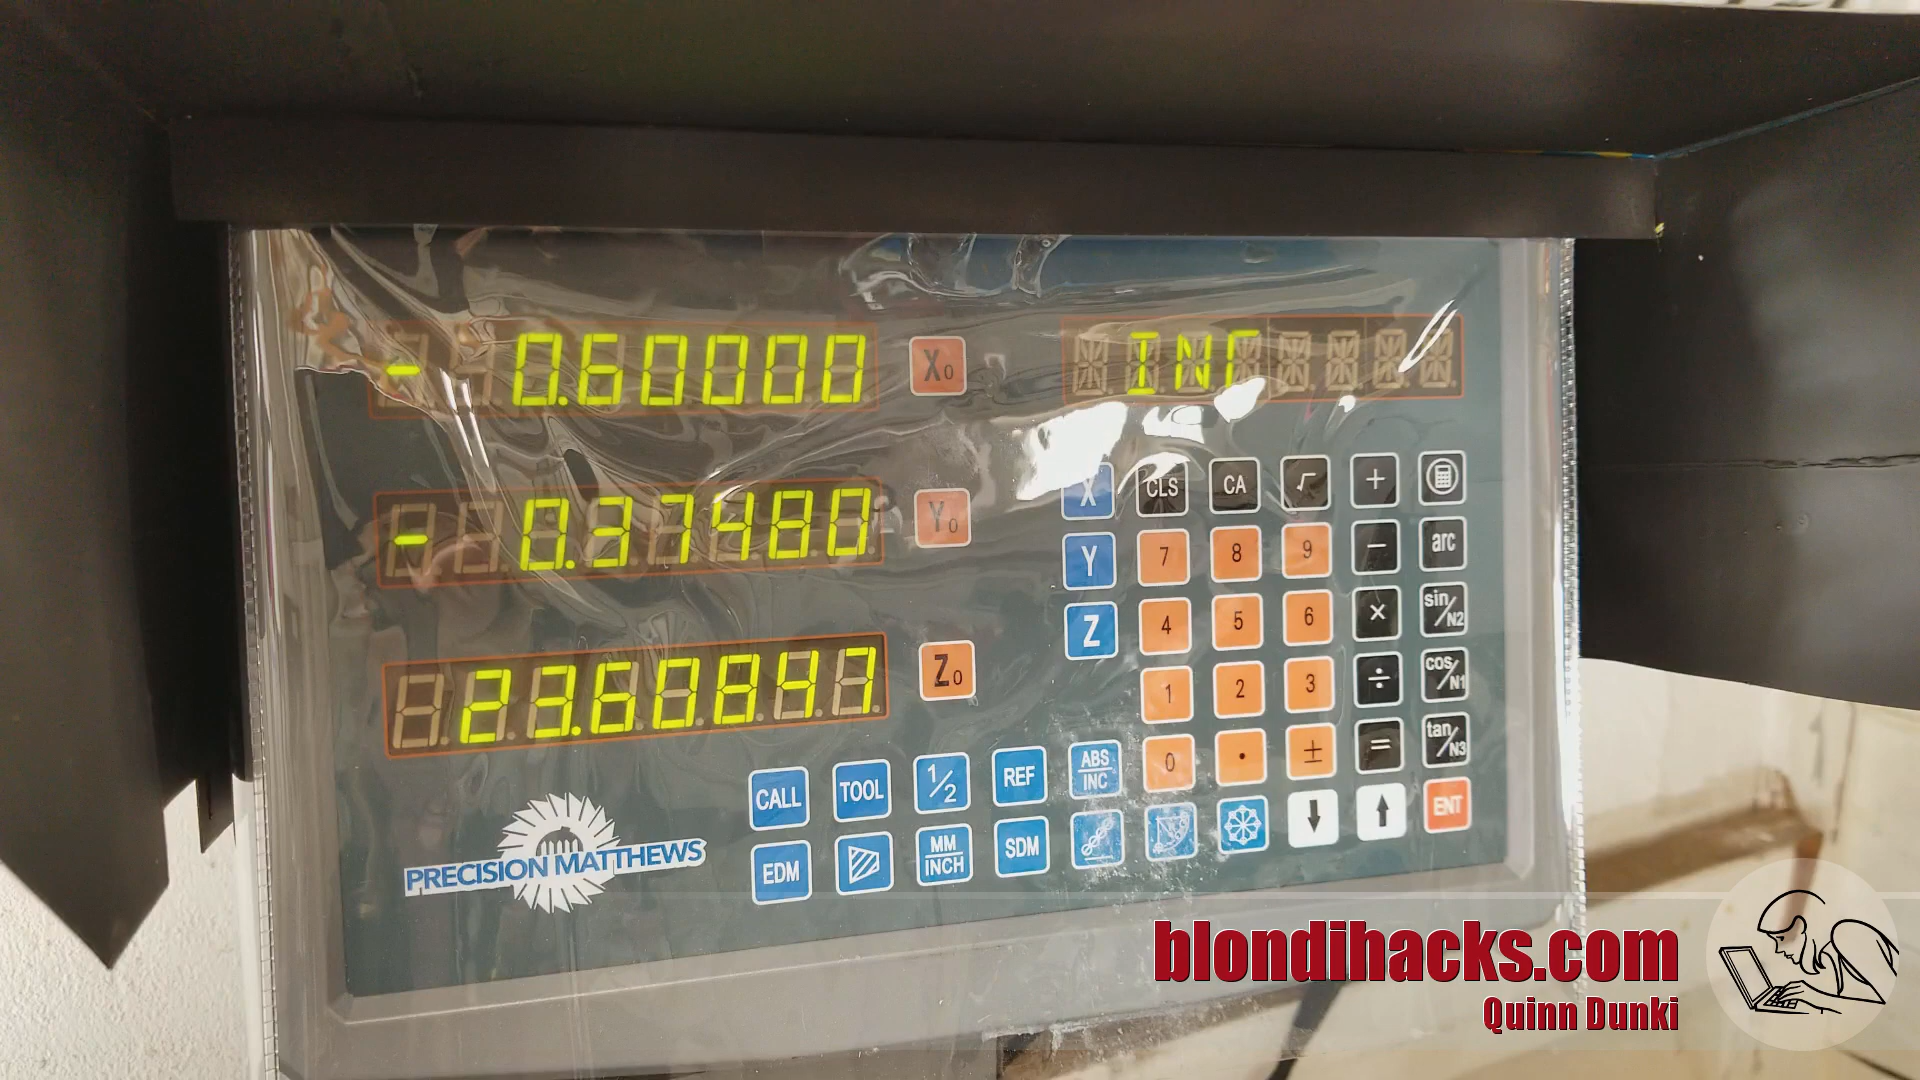 - 0.60000 X0 INC
- 0.37480 Y0
23.60847 Z0
X CLS CA √ +
Y 7 8 9 - arc
Z 4 5 6 × sin/N2
1 2 3 ÷ cos/N1
CALL TOOL 1/2 REF ABS/INC 0 . ± = tan/N3
EDM MM/INCH SDM ↓ ↑ ENT
PRECISION MATTHEWS
blondihacks.com
Quinn Dunki